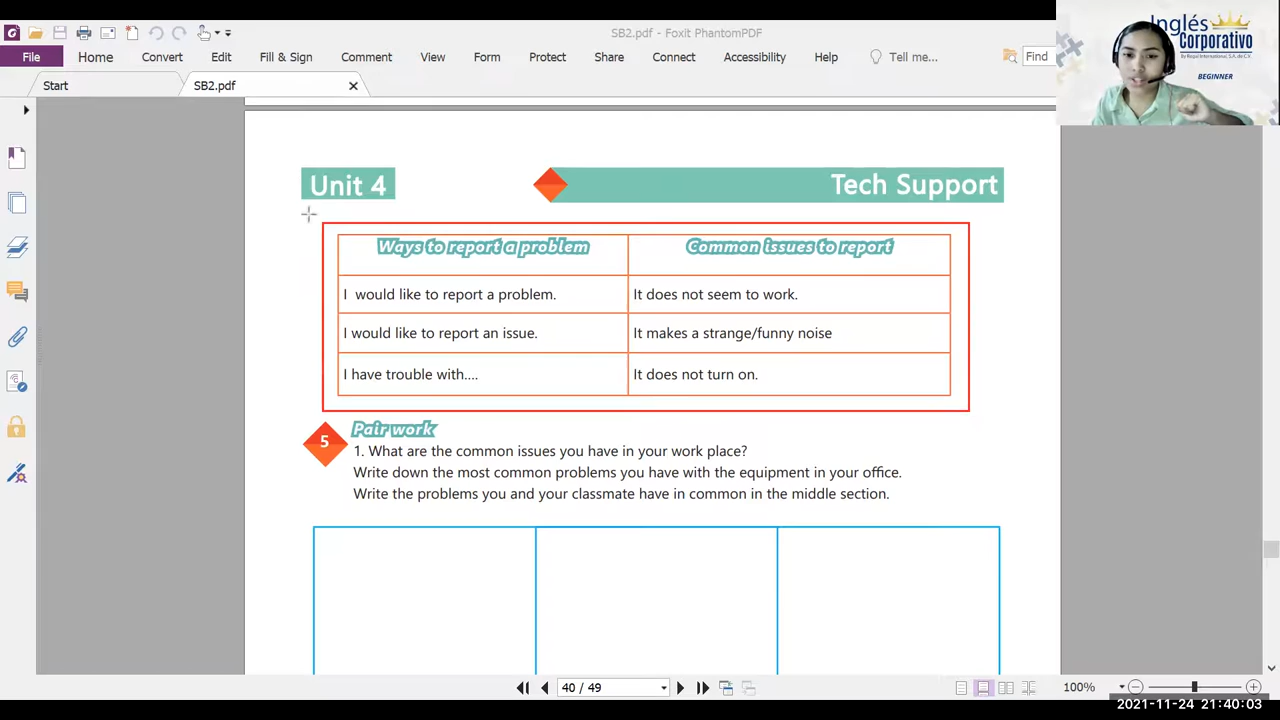 SB2.pdf - Foxit PhantomPDF
File Home Convert Edit Fill & Sign Comment View Form Protect Share Connect Accessibility Help Tell me... Find
Start SB2.pdf
Inglés
Corporativo
BEGINNER
Unit 4 Tech Support
Ways to report a problem Common issues to report
I would like to report a problem. It does not seem to work.
I would like to report an issue. It makes a strange/funny noise
I have trouble with.... It does not turn on.
5 Pair work
1. What are the common issues you have in your work place?
Write down the most common problems you have with the equipment in your office.
Write the problems you and your classmate have in common in the middle section.
40 / 49 100%
2021-11-24 21:40:03